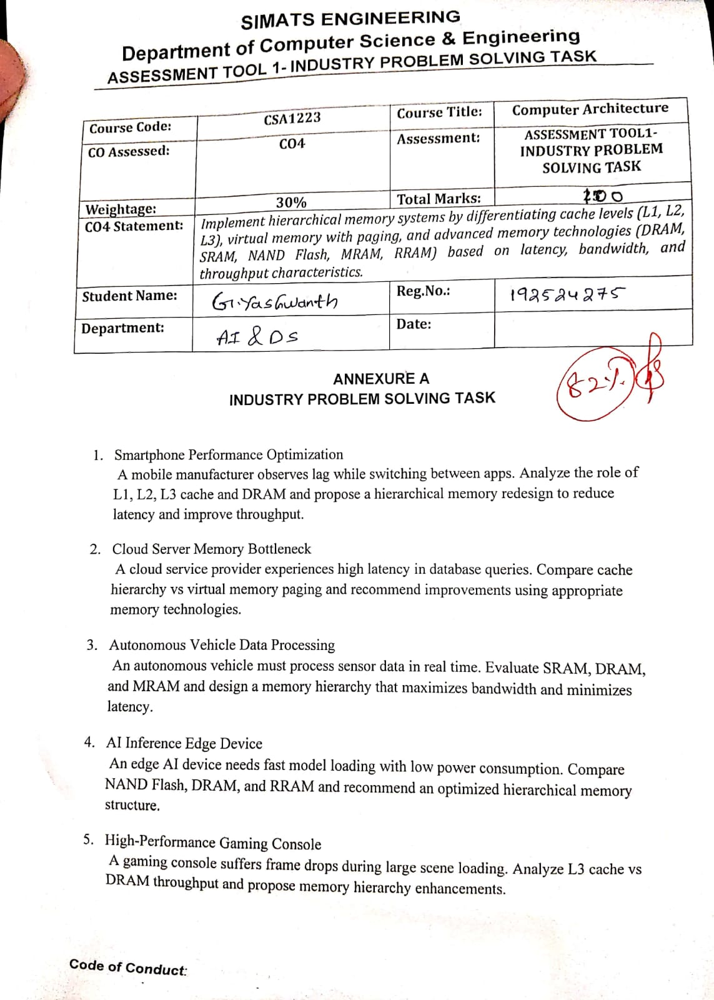 SIMATS ENGINEERING
Department of Computer Science & Engineering
ASSESSMENT TOOL 1- INDUSTRY PROBLEM SOLVING TASK
Course Code: CSA1223 Course Title: Computer Architecture
CO Assessed: CO4 Assessment: ASSESSMENT TOOL1-
INDUSTRY PROBLEM
SOLVING TASK
Weightage: 30% Total Marks:
CO4 Statement: Implement hierarchical memory systems by differentiating cache levels (L1, L2,
L3), virtual memory with paging, and advanced memory technologies (DRAM,
SRAM, NAND Flash, MRAM, RRAM) based on latency, bandwidth, and
throughput characteristics.
Student Name: G.Yashwanth Reg.No.: 192524275
Department: AI & DS Date:
82%
ANNEXURE A
INDUSTRY PROBLEM SOLVING TASK
1. Smartphone Performance Optimization
A mobile manufacturer observes lag while switching between apps. Analyze the role of
L1, L2, L3 cache and DRAM and propose a hierarchical memory redesign to reduce
latency and improve throughput.
2. Cloud Server Memory Bottleneck
A cloud service provider experiences high latency in database queries. Compare cache
hierarchy vs virtual memory paging and recommend improvements using appropriate
memory technologies.
3. Autonomous Vehicle Data Processing
An autonomous vehicle must process sensor data in real time. Evaluate SRAM, DRAM,
and MRAM and design a memory hierarchy that maximizes bandwidth and minimizes
latency.
4. AI Inference Edge Device
An edge AI device needs fast model loading with low power consumption. Compare
NAND Flash, DRAM, and RRAM and recommend an optimized hierarchical memory
structure.
5. High-Performance Gaming Console
A gaming console suffers frame drops during large scene loading. Analyze L3 cache vs
DRAM throughput and propose memory hierarchy enhancements.
Code of Conduct: